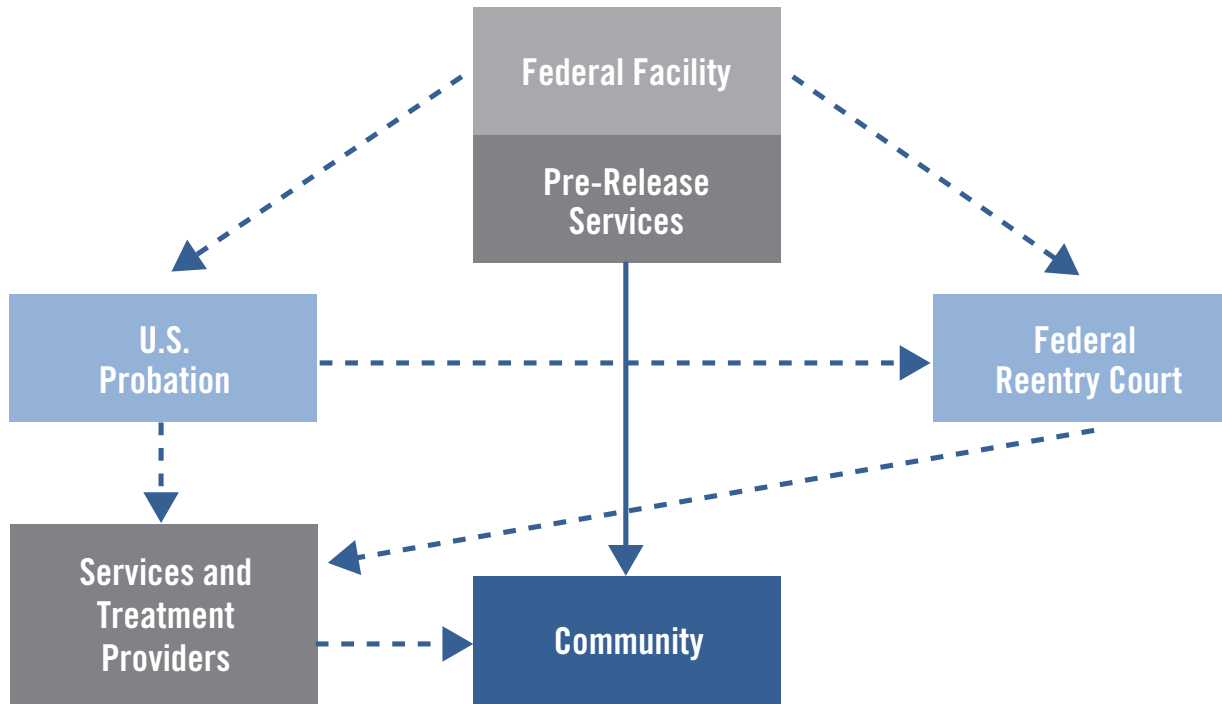 Federal Facility
Pre-Release
Services
U.S.
Probation
Federal
Reentry Court
Services and
Treatment
Providers
Community